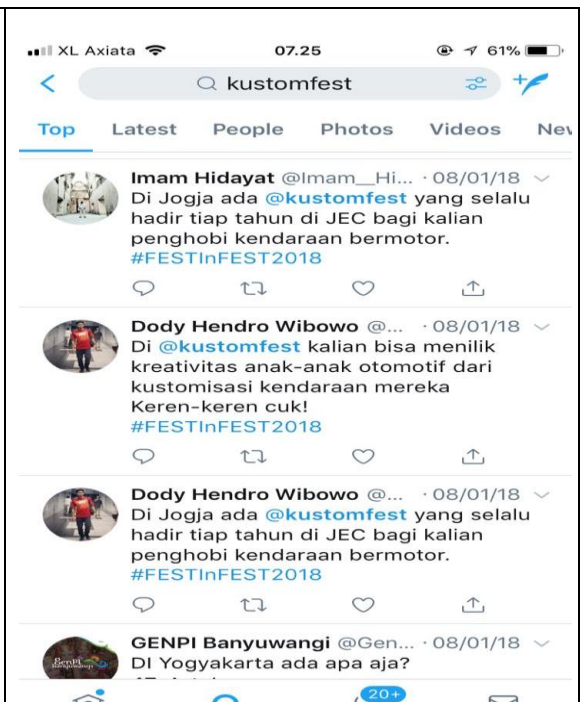 XL Axiata 07.25 61%
kustomfest
Top Latest People Photos Videos New
Imam Hidayat @Imam__Hi... · 08/01/18
Di Jogja ada @kustomfest yang selalu
hadir tiap tahun di JEC bagi kalian
penghobi kendaraan bermotor.
#FESTInFEST2018
Dody Hendro Wibowo @... · 08/01/18
Di @kustomfest kalian bisa menilik
kreativitas anak-anak otomotif dari
kustomisasi kendaraan mereka
Keren-keren cuk!
#FESTInFEST2018
Dody Hendro Wibowo @... · 08/01/18
Di Jogja ada @kustomfest yang selalu
hadir tiap tahun di JEC bagi kalian
penghobi kendaraan bermotor.
#FESTInFEST2018
GENPI Banyuwangi @Gen... · 08/01/18
DI Yogyakarta ada apa aja?
20+